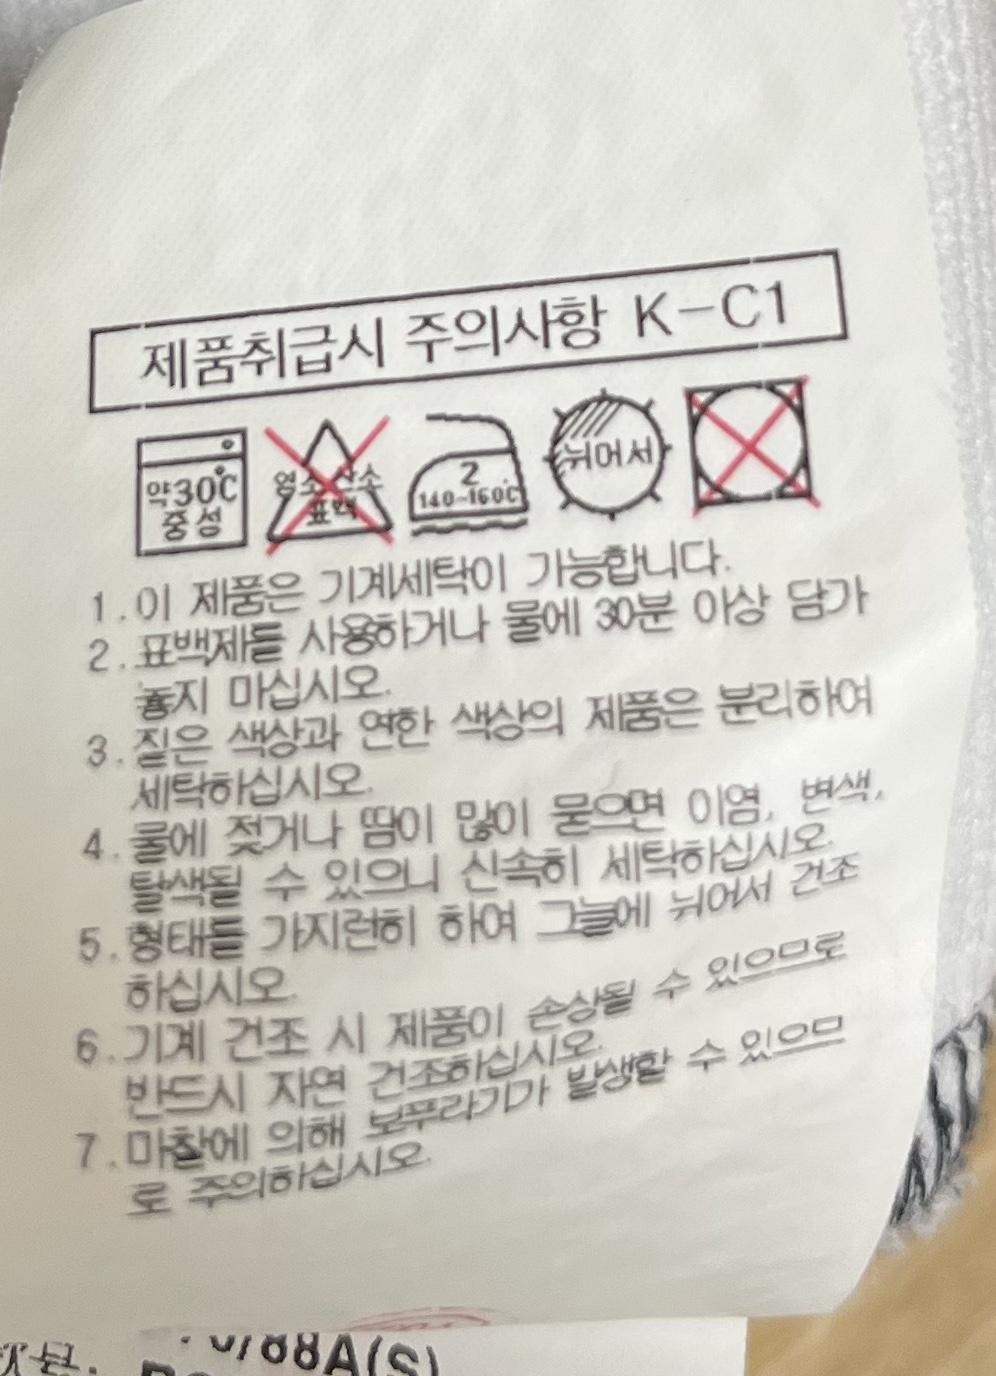 제품취급시 주의사항 K-C1
약30℃
중성
염소 산소
표백
2
140~160℃
뉘어서
1.이 제품은 기계세탁이 가능합니다.
2.표백제를 사용하거나 물에 30분 이상 담가
놓지 마십시오.
3.짙은 색상과 연한 색상의 제품은 분리하여
세탁하십시오.
4.물에 젖거나 땀이 많이 묻으면 이염, 변색,
탈색될 수 있으니 신속히 세탁하십시오.
5.형태를 가지런히 하여 그늘에 뉘어서 건조
하십시오.
6.기계 건조 시 제품이 손상될 수 있으므로
반드시 자연 건조하십시오.
7.마찰에 의해 보푸라기가 발생할 수 있으므
로 주의하십시오.
/88A(S)